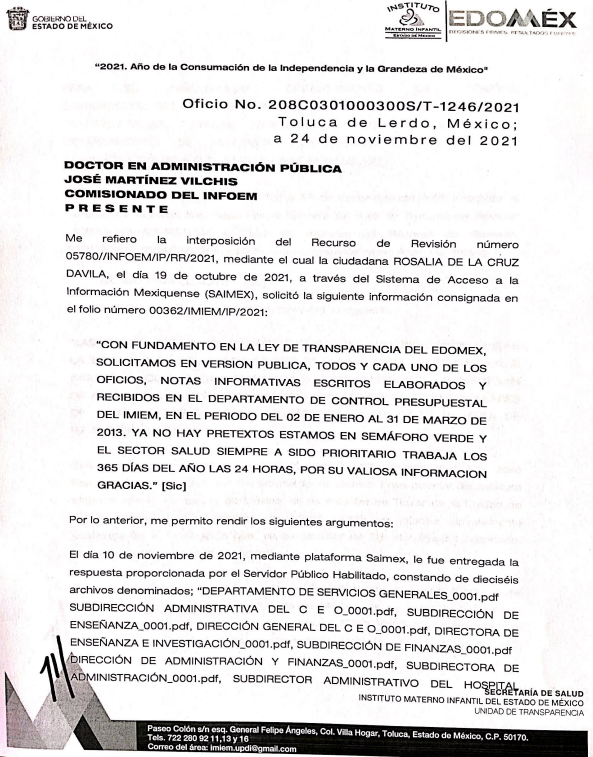 GOBIERNO DEL
ESTADO DE MÉXICO
INSTITUTO
MATERNO INFANTIL
ESTADO DE MÉXICO
EDOMÉX
DECISIONES FIRMES, RESULTADOS FUERTES
"2021. Año de la Consumación de la Independencia y la Grandeza de México"
Oficio No. 208C0301000300S/T-1246/2021
Toluca de Lerdo, México;
a 24 de noviembre del 2021
DOCTOR EN ADMINISTRACIÓN PÚBLICA
JOSÉ MARTÍNEZ VILCHIS
COMISIONADO DEL INFOEM
P R E S E N T E
Me refiero la interposición del Recurso de Revisión número
05780//INFOEM/IP/RR/2021, mediante el cual la ciudadana ROSALIA DE LA CRUZ
DAVILA, el día 19 de octubre de 2021, a través del Sistema de Acceso a la
Información Mexiquense (SAIMEX), solicitó la siguiente información consignada en
el folio número 00362/IMIEM/IP/2021:
"CON FUNDAMENTO EN LA LEY DE TRANSPARENCIA DEL EDOMEX,
SOLICITAMOS EN VERSION PUBLICA, TODOS Y CADA UNO DE LOS
OFICIOS, NOTAS INFORMATIVAS ESCRITOS ELABORADOS Y
RECIBIDOS EN EL DEPARTAMENTO DE CONTROL PRESUPUESTAL
DEL IMIEM, EN EL PERIODO DEL 02 DE ENERO AL 31 DE MARZO DE
2013. YA NO HAY PRETEXTOS ESTAMOS EN SEMÁFORO VERDE Y
EL SECTOR SALUD SIEMPRE A SIDO PRIORITARIO TRABAJA LOS
365 DÍAS DEL AÑO LAS 24 HORAS, POR SU VALIOSA INFORMACION
GRACIAS." [Sic]
Por lo anterior, me permito rendir los siguientes argumentos:
El día 10 de noviembre de 2021, mediante plataforma Saimex, le fue entregada la
respuesta proporcionada por el Servidor Público Habilitado, constando de dieciséis
archivos denominados; "DEPARTAMENTO DE SERVICIOS GENERALES_0001.pdf
SUBDIRECCIÓN ADMINISTRATIVA DEL C E O_0001.pdf, SUBDIRECCIÓN DE
ENSEÑANZA_0001.pdf, DIRECCIÓN GENERAL DEL C E O_0001.pdf, DIRECTORA DE
ENSEÑANZA E INVESTIGACIÓN_0001.pdf, SUBDIRECCIÓN DE FINANZAS_0001.pdf
DIRECCIÓN DE ADMINISTRACIÓN Y FINANZAS_0001.pdf, SUBDIRECTORA DE
ADMINISTRACIÓN_0001.pdf, SUBDIRECTOR ADMINISTRATIVO DEL HOSPITAL
SECRETARÍA DE SALUD
INSTITUTO MATERNO INFANTIL DEL ESTADO DE MÉXICO
UNIDAD DE TRANSPARENCIA
Paseo Colón s/n esq. General Felipe Ángeles, Col. Villa Hogar, Toluca, Estado de México, C.P. 50170.
Tels. 722 280 92 11,13 y 16
Correo del área: imiem.updi@gmail.com